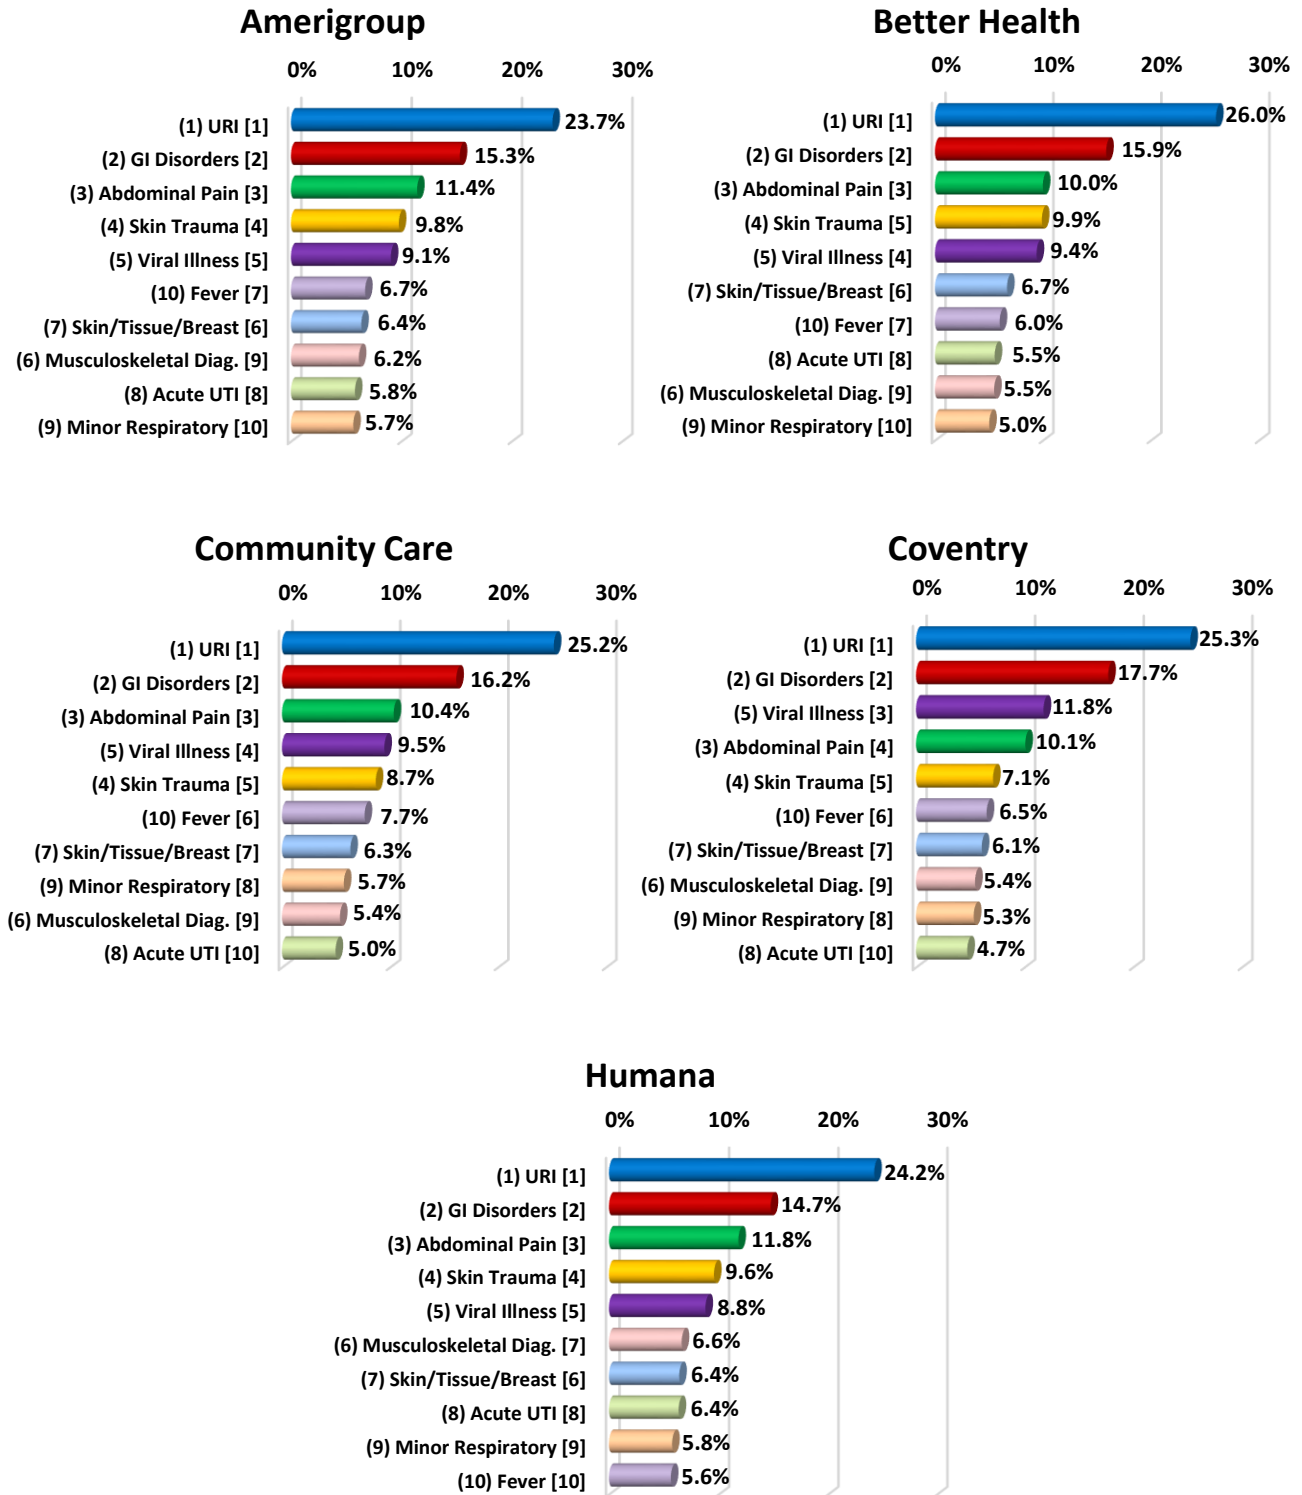 Amerigroup
0% 10% 20% 30%
(1) URI [1] 23.7%
(2) GI Disorders [2] 15.3%
(3) Abdominal Pain [3] 11.4%
(4) Skin Trauma [4] 9.8%
(5) Viral Illness [5] 9.1%
(10) Fever [7] 6.7%
(7) Skin/Tissue/Breast [6] 6.4%
(6) Musculoskeletal Diag. [9] 6.2%
(8) Acute UTI [8] 5.8%
(9) Minor Respiratory [10] 5.7%
Better Health
0% 10% 20% 30%
(1) URI [1] 26.0%
(2) GI Disorders [2] 15.9%
(3) Abdominal Pain [3] 10.0%
(4) Skin Trauma [5] 9.9%
(5) Viral Illness [4] 9.4%
(7) Skin/Tissue/Breast [6] 6.7%
(10) Fever [7] 6.0%
(8) Acute UTI [8] 5.5%
(6) Musculoskeletal Diag. [9] 5.5%
(9) Minor Respiratory [10] 5.0%
Community Care
0% 10% 20% 30%
(1) URI [1] 25.2%
(2) GI Disorders [2] 16.2%
(3) Abdominal Pain [3] 10.4%
(5) Viral Illness [4] 9.5%
(4) Skin Trauma [5] 8.7%
(10) Fever [6] 7.7%
(7) Skin/Tissue/Breast [7] 6.3%
(9) Minor Respiratory [8] 5.7%
(6) Musculoskeletal Diag. [9] 5.4%
(8) Acute UTI [10] 5.0%
Coventry
0% 10% 20% 30%
(1) URI [1] 25.3%
(2) GI Disorders [2] 17.7%
(5) Viral Illness [3] 11.8%
(3) Abdominal Pain [4] 10.1%
(4) Skin Trauma [5] 7.1%
(10) Fever [6] 6.5%
(7) Skin/Tissue/Breast [7] 6.1%
(6) Musculoskeletal Diag. [9] 5.4%
(9) Minor Respiratory [8] 5.3%
(8) Acute UTI [10] 4.7%
Humana
0% 10% 20% 30%
(1) URI [1] 24.2%
(2) GI Disorders [2] 14.7%
(3) Abdominal Pain [3] 11.8%
(4) Skin Trauma [4] 9.6%
(5) Viral Illness [5] 8.8%
(6) Musculoskeletal Diag. [7] 6.6%
(7) Skin/Tissue/Breast [6] 6.4%
(8) Acute UTI [8] 6.4%
(9) Minor Respiratory [9] 5.8%
(10) Fever [10] 5.6%